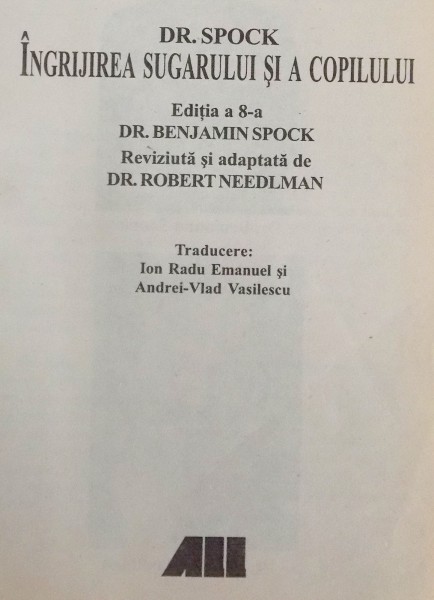 DR. SPOCK
ÎNGRIJIREA SUGARULUI ŞI A COPILULUI
Ediţia a 8-a
DR. BENJAMIN SPOCK
Reviziută şi adaptată de
DR. ROBERT NEEDLMAN
Traducere:
Ion Radu Emanuel şi
Andrei-Vlad Vasilescu
ALL